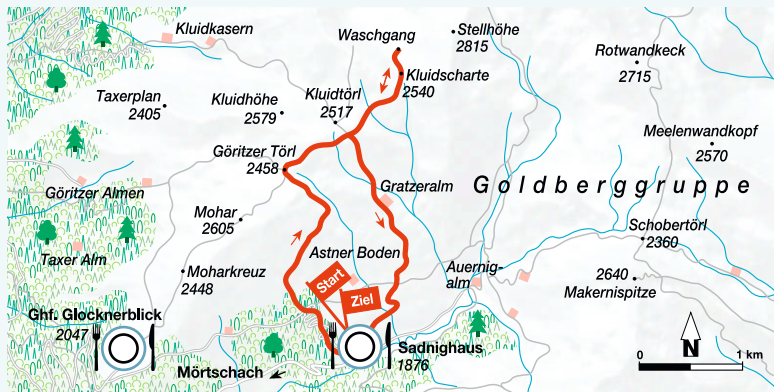 Kluidkasern
Waschgang
Stellhöhe
2815
Rotwandkeck
2715
Kluidscharte
2540
Taxerplan
2405
Kluidhöhe
2579
Kluidtörl
2517
Meelenwandkopf
2570
Göritzer Törl
2458
Göritzer Almen
Gratzeralm
Goldberggruppe
Mohar
2605
Schobertörl
2360
Taxer Alm
Astner Boden
Moharkreuz
2448
Auernig-
alm
2640
Makernispitze
Start
Ziel
Ghf. Glocknerblick
2047
Sadnighaus
1876
Mörtschach
N
0 1 km